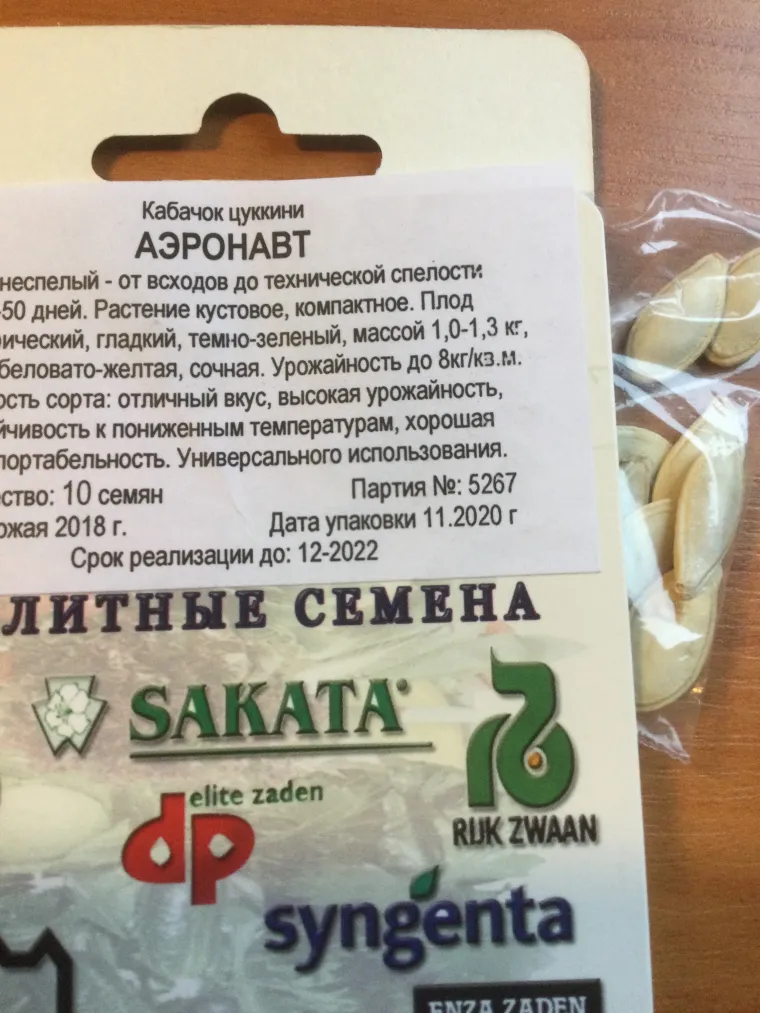 Кабачок цуккини
АЭРОНАВТ
неспелый - от всходов до технической спелости
-50 дней. Растение кустовое, компактное. Плод
рический, гладкий, темно-зеленый, массой 1,0-1,3 кг,
беловато-желтая, сочная. Урожайность до 8кг/кв.м.
ость сорта: отличный вкус, высокая урожайность,
йчивость к пониженным температурам, хорошая
портабельность. Универсального использования.
ество: 10 семян Партия №: 5267
ожая 2018 г. Дата упаковки 11.2020 г
Срок реализации до: 12-2022
ЛИТНЫЕ СЕМЕНА
SAKATA
elite zaden
dp
RIJK ZWAAN
syngenta
ENZA ZADEN